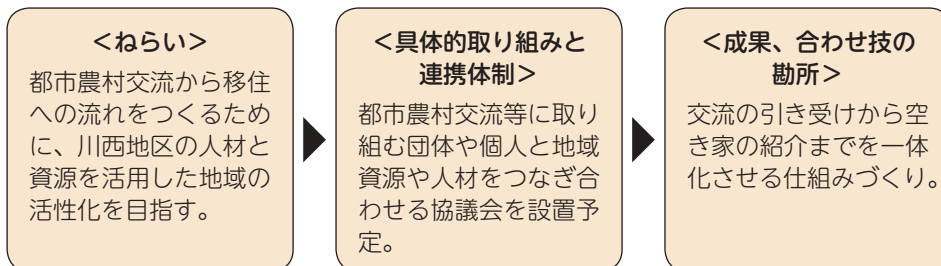 ＜ねらい＞
都市農村交流から移住
への流れをつくるため
に、川西地区の人材と
資源を活用した地域の
活性化を目指す。
＜具体的取り組みと
連携体制＞
都市農村交流等に取り
組む団体や個人と地域
資源や人材をつなぎ合
わせる協議会を設置予
定。
＜成果、合わせ技の
勘所＞
交流の引き受けから空
き家の紹介までを一体
化させる仕組みづくり。